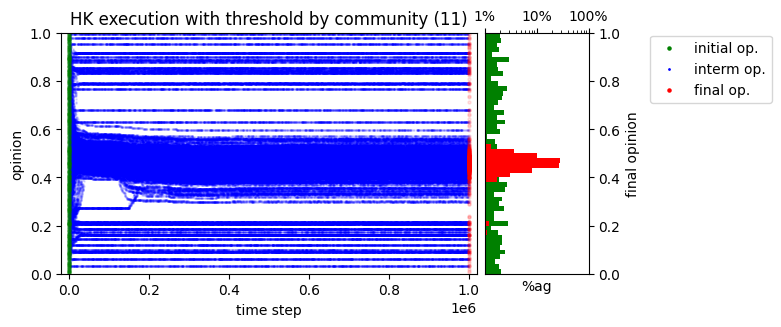 HK execution with threshold by community (11)
1% 10% 100%
initial op.
interm op.
final op.
1.0 1.0
0.8 0.8
0.6 0.6
0.4 0.4
0.2 0.2
0.0 0.0
opinion
final opinion
0.0 0.2 0.4 0.6 0.8 1.0
1e6
time step
%ag